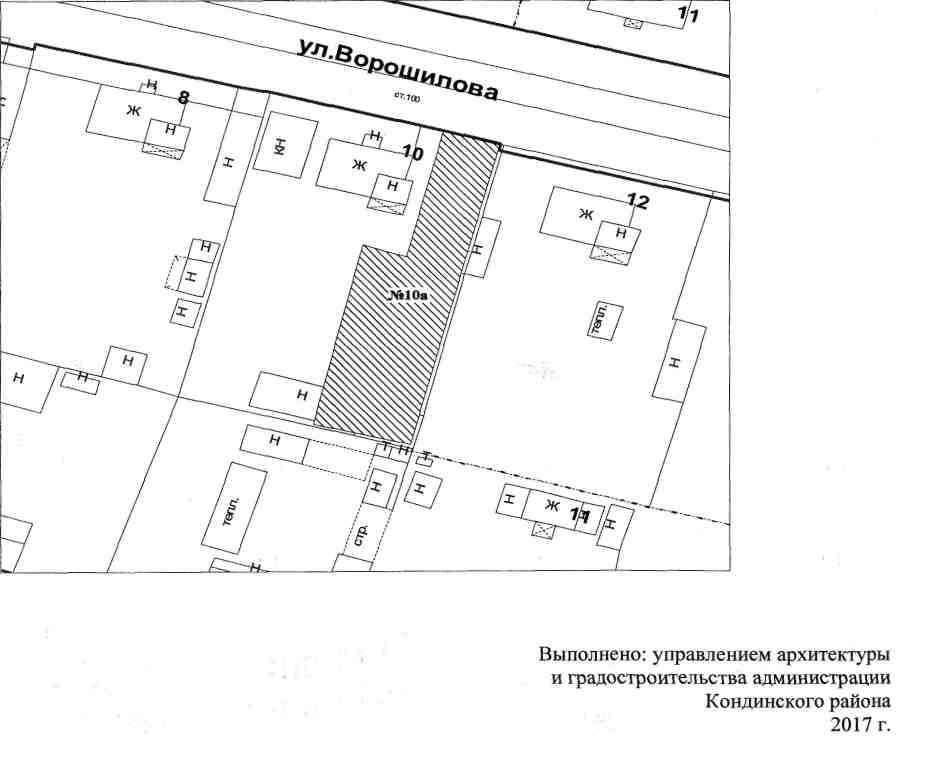 11
ул.Ворошилова
ст.100
Н
8
Ж
Н
Н
КН
Н
10
Ж
Н
12
Ж
Н
Н
Н
Н
Н
№10а
тепл.
Н
Н
Н
Н
Н
Н
Т
Н
Т
Н
Н
тепл.
стр.
Н
Ж
11
Н
Н
Выполнено: управлением архитектуры
и градостроительства администрации
Кондинского района
2017 г.